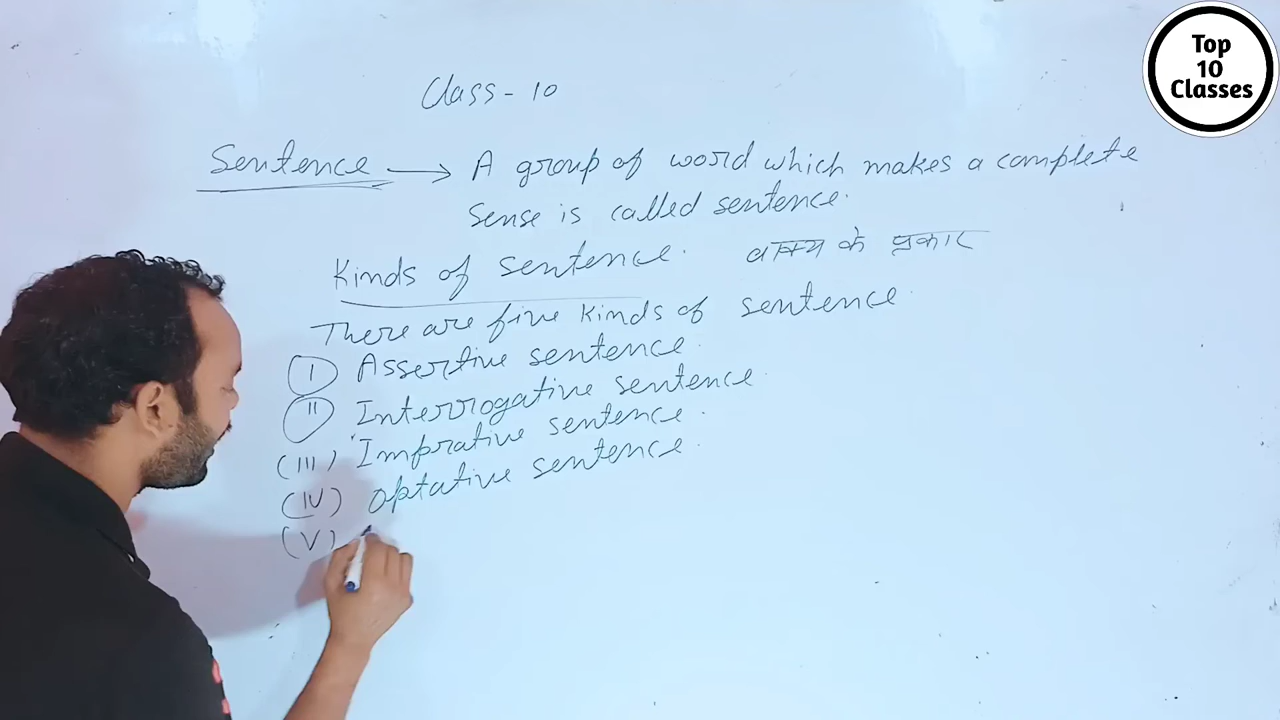 Top
10
Classes
Class - 10
Sentence → A group of word which makes a complete
sense is called sentence.
Kinds of sentence. वाक्य के प्रकार
There are five kinds of sentence.
(I) Assertive sentence.
(II) Interrogative sentence.
(III) Imprative sentence.
(IV) optative sentence.
(V)